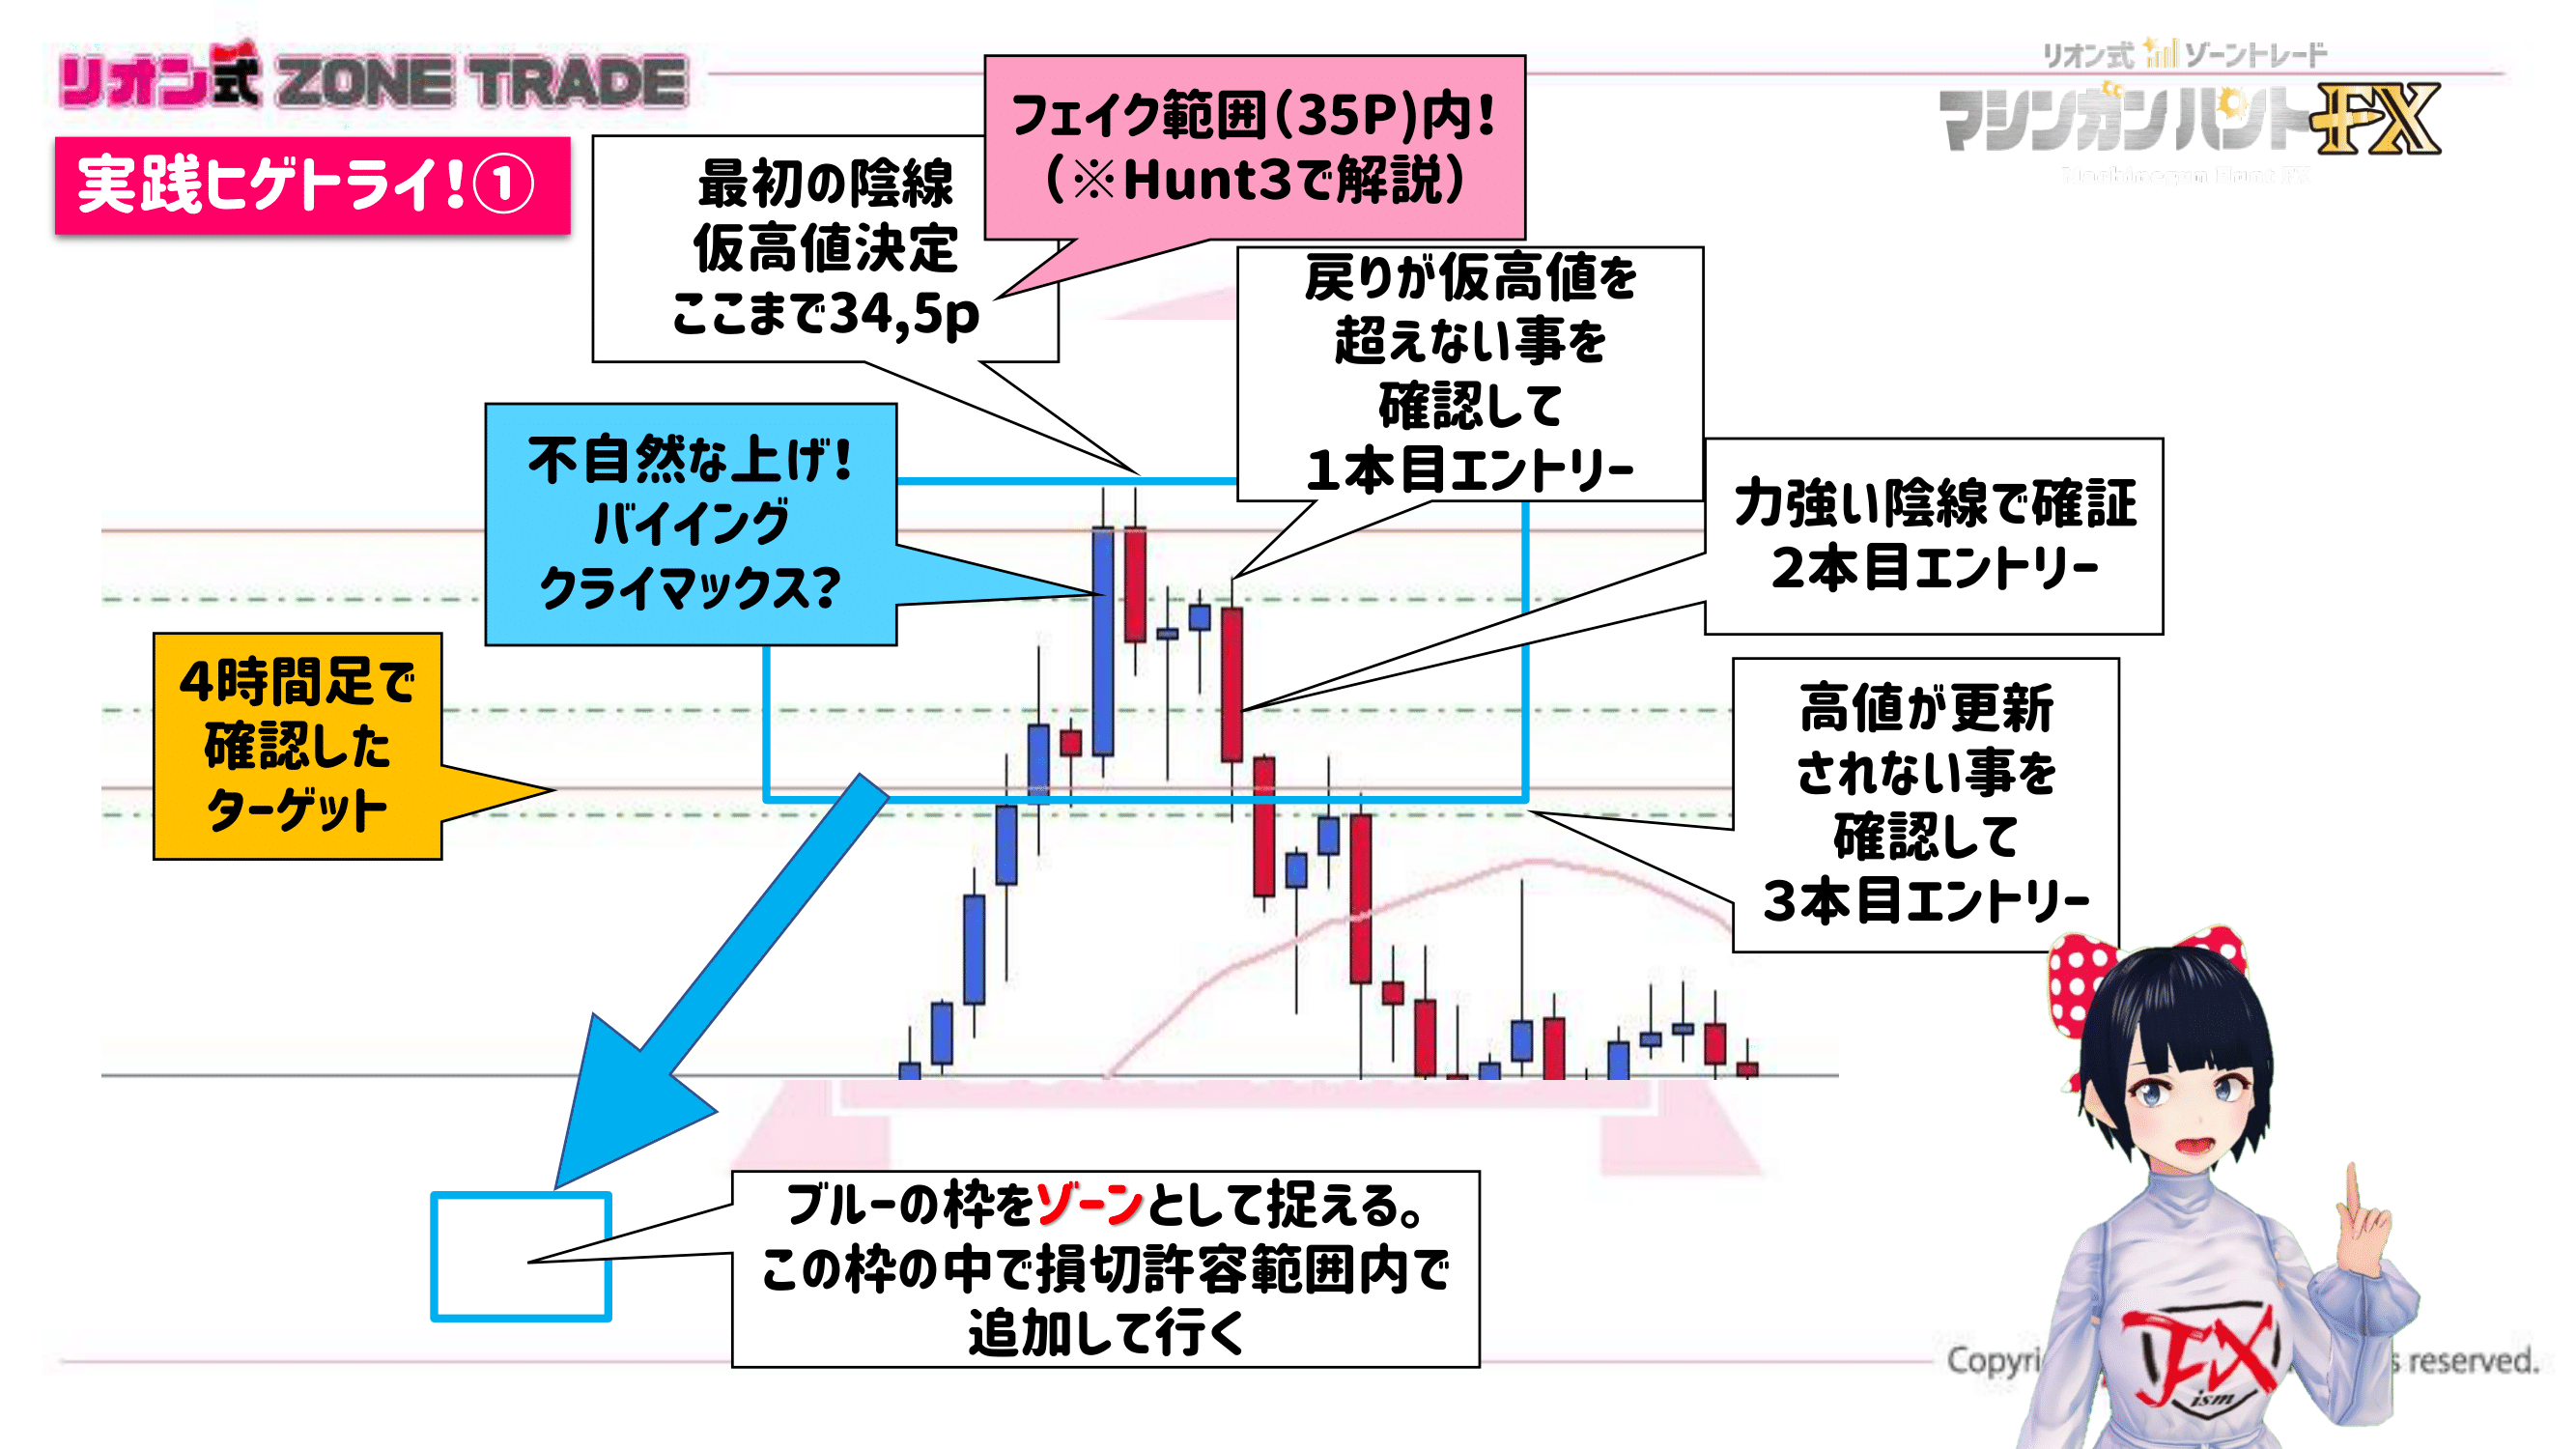 リオン式 ZONE TRADE
リオン式 ゾーントレード
マシンガンハントFX
Machinegun Hunt FX
実践ヒゲトライ！①
最初の陰線
仮高値決定
ここまで34,5p
フェイク範囲（35P)内！
（※Hunt3で解説）
戻りが仮高値を
超えない事を
確認して
１本目エントリー
不自然な上げ！
バイイング
クライマックス？
力強い陰線で確証
２本目エントリー
４時間足で
確認した
ターゲット
高値が更新
されない事を
確認して
３本目エントリー
ブルーの枠をゾーンとして捉える。
この枠の中で損切許容範囲内で
追加して行く
FX
ism
reserved.